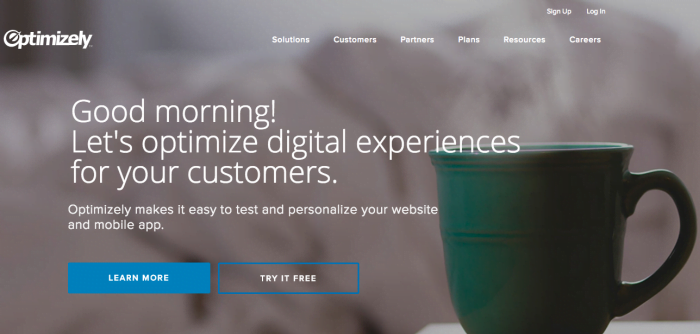 Sign Up Log In
Optimizely
Solutions Customers Partners Plans Resources Careers
Good morning!
Let's optimize digital experiences
for your customers.
Optimizely makes it easy to test and personalize your website
and mobile app.
LEARN MORE TRY IT FREE